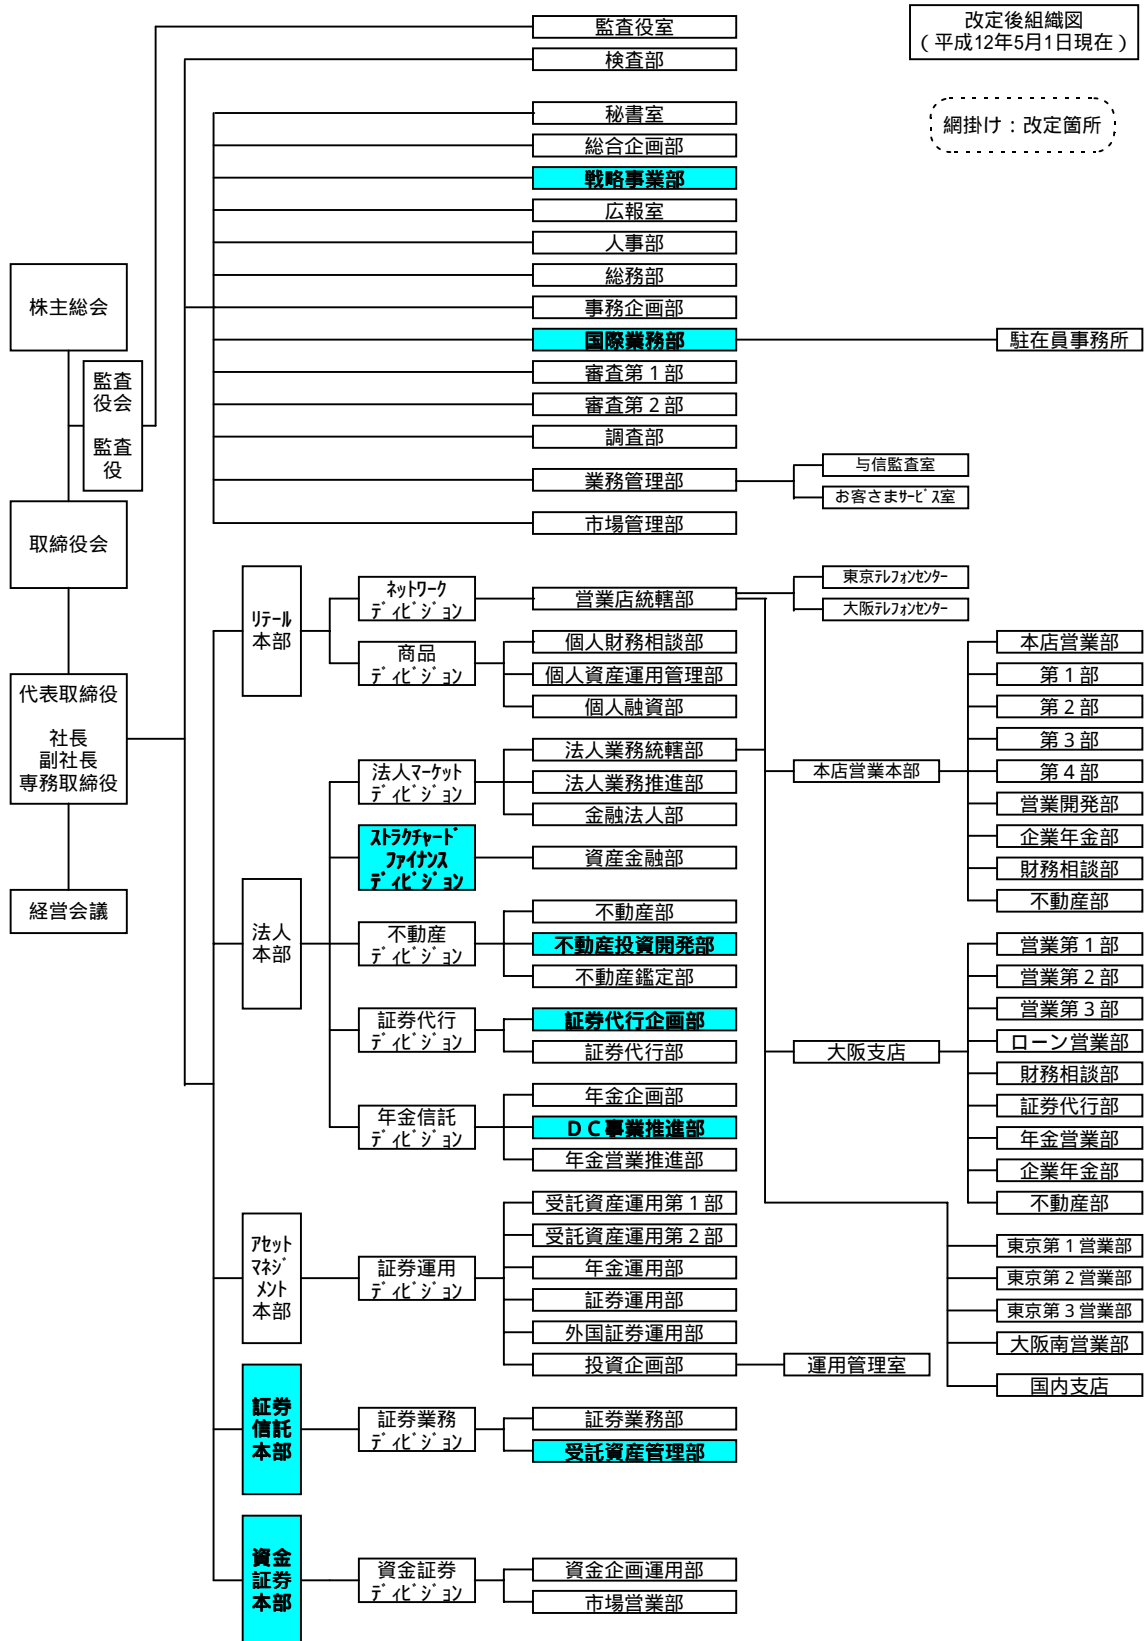 改定後組織図
（平成12年5月1日現在）
網掛け：改定箇所
監査役室
検査部
秘書室
総合企画部
戦略事業部
広報室
人事部
総務部
事務企画部
国際業務部
駐在員事務所
審査第１部
審査第２部
調査部
業務管理部
与信監査室
お客さまｻｰﾋﾞｽ室
市場管理部
株主総会
監査
役会
監査
役
取締役会
代表取締役
社長
副社長
専務取締役
経営会議
ﾘﾃｰﾙ
本部
ﾈｯﾄﾜｰｸ
ﾃﾞｨﾋﾞｼﾞｮﾝ
営業店統轄部
東京ﾃﾚﾌｫﾝｾﾝﾀｰ
大阪ﾃﾚﾌｫﾝｾﾝﾀｰ
商品
ﾃﾞｨﾋﾞｼﾞｮﾝ
個人財務相談部
個人資産運用管理部
個人融資部
法人
本部
法人ﾏｰｹｯﾄ
ﾃﾞｨﾋﾞｼﾞｮﾝ
法人業務統轄部
法人業務推進部
金融法人部
ｽﾄﾗｸﾁｬｰﾄﾞ
ﾌｧｲﾅﾝｽ
ﾃﾞｨﾋﾞｼﾞｮﾝ
資産金融部
不動産
ﾃﾞｨﾋﾞｼﾞｮﾝ
不動産部
不動産投資開発部
不動産鑑定部
証券代行
ﾃﾞｨﾋﾞｼﾞｮﾝ
証券代行企画部
証券代行部
年金信託
ﾃﾞｨﾋﾞｼﾞｮﾝ
年金企画部
ＤＣ事業推進部
年金営業推進部
ｱｾｯﾄ
ﾏﾈｼﾞ
ﾒﾝﾄ
本部
証券運用
ﾃﾞｨﾋﾞｼﾞｮﾝ
受託資産運用第１部
受託資産運用第２部
年金運用部
証券運用部
外国証券運用部
投資企画部
運用管理室
証券
信託
本部
証券業務
ﾃﾞｨﾋﾞｼﾞｮﾝ
証券業務部
受託資産管理部
資金
証券
本部
資金証券
ﾃﾞｨﾋﾞｼﾞｮﾝ
資金企画運用部
市場営業部
本店営業本部
本店営業部
第１部
第２部
第３部
第４部
営業開発部
企業年金部
財務相談部
不動産部
大阪支店
営業第１部
営業第２部
営業第３部
ローン営業部
財務相談部
証券代行部
年金営業部
企業年金部
不動産部
東京第１営業部
東京第２営業部
東京第３営業部
大阪南営業部
国内支店